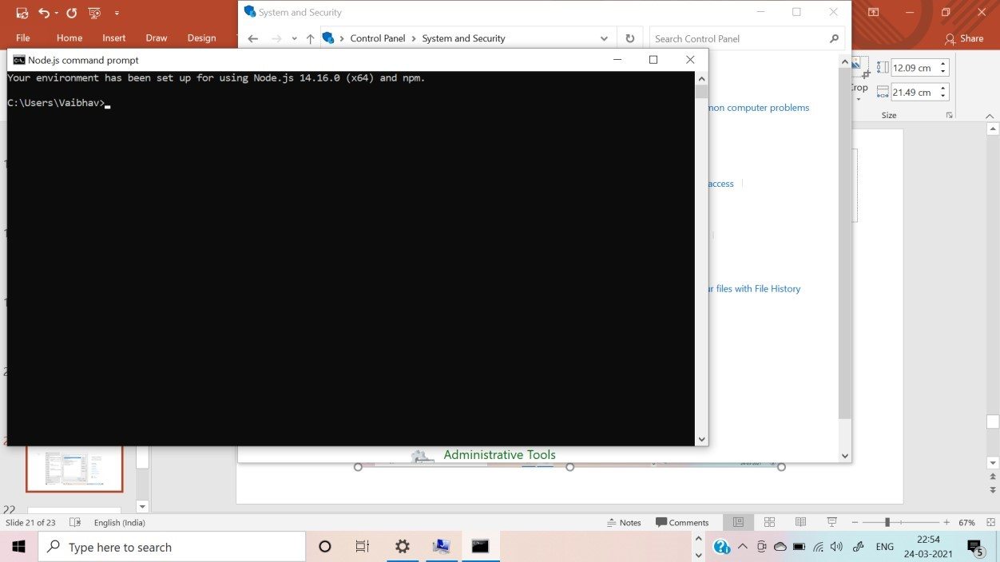 System and Security
File Home Insert Draw Design
Control Panel > System and Security
Search Control Panel
Share
Node.js command prompt
Your environment has been set up for using Node.js 14.16.0 (x64) and npm.
C:\Users\Vaibhav>
12.09 cm
21.49 cm
Size
computer problems
access
files with File History
Administrative Tools
22
Slide 21 of 23 English (India) Notes Comments 67%
Type here to search
ENG
22:54
24-03-2021
5